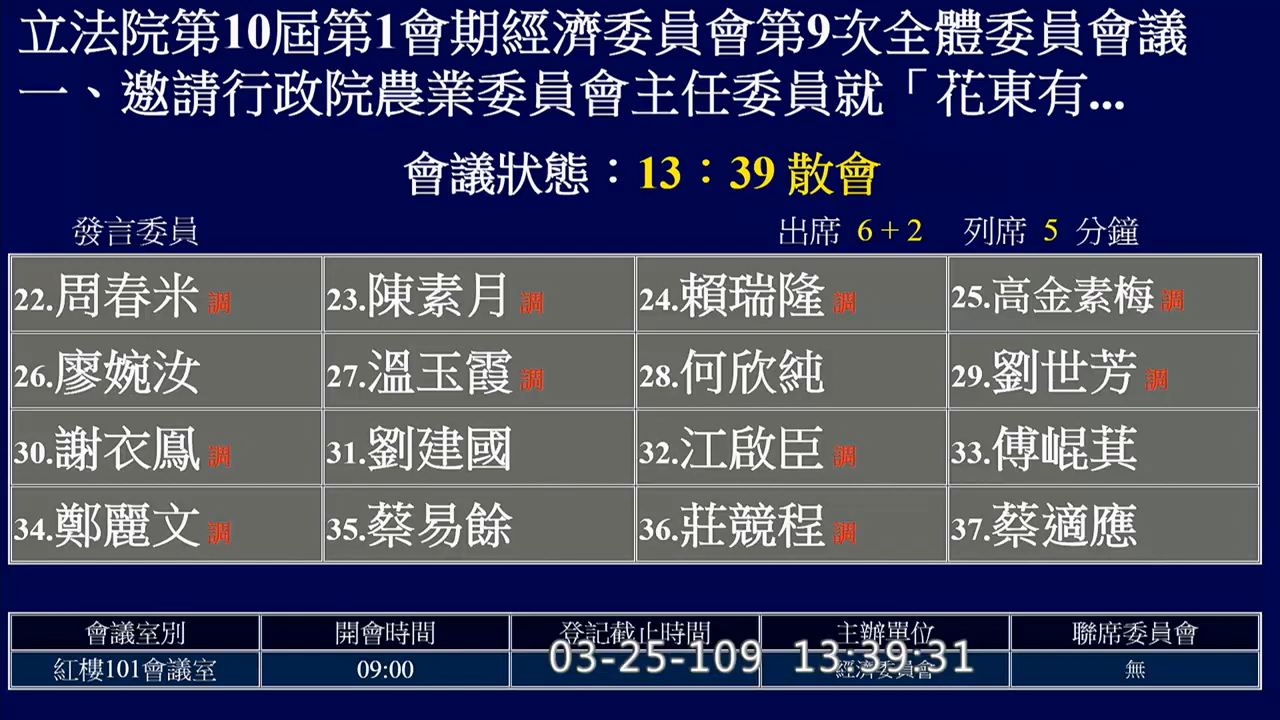 立法院第10屆第1會期經濟委員會第9次全體委員會議
一、邀請行政院農業委員會主任委員就「花東有...
會議狀態：13：39 散會
發言委員 出席 6 + 2 列席 5 分鐘
22.周春米 調 23.陳素月 調 24.賴瑞隆 調 25.高金素梅 調
26.廖婉汝 27.溫玉霞 調 28.何欣純 29.劉世芳 調
30.謝衣鳳 調 31.劉建國 32.江啟臣 調 33.傅崐萁
34.鄭麗文 調 35.蔡易餘 36.莊競程 調 37.蔡適應
會議室別 開會時間 登記截止時間 主辦單位 聯席委員會
紅樓101會議室 09:00 經濟委員會 無
03-25-109 13:39:31